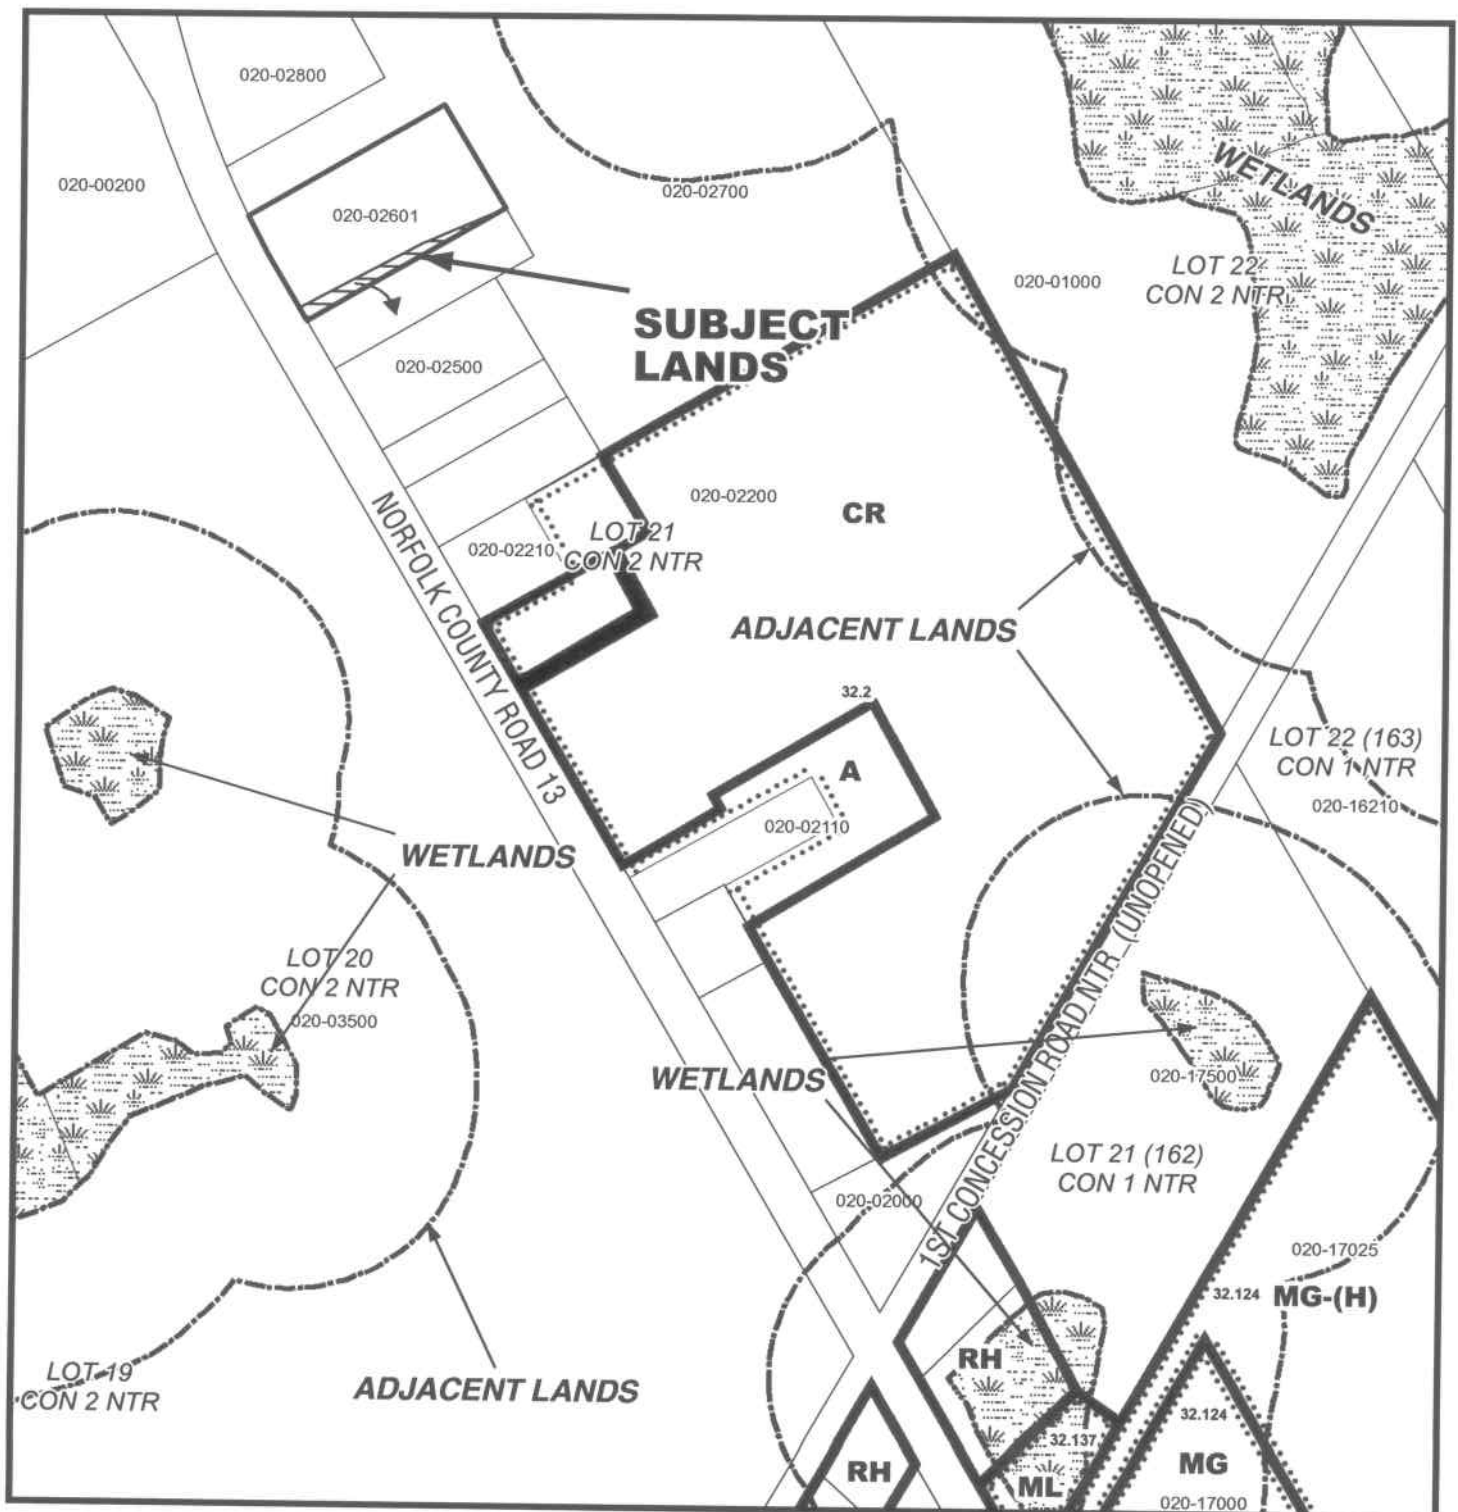 020-02800
020-00200
020-02601
020-02700
WETLANDS
020-01000
LOT 22
CON 2 NTR
SUBJECT
LANDS
020-02500
020-02200
CR
LOT 21
CON 2 NTR
020-02210
NORFOLK COUNTY ROAD 13
ADJACENT LANDS
32.2
A
LOT 22 (163)
CON 1 NTR
020-16210
020-02110
WETLANDS
1ST CONCESSION ROAD NTR (UNOPENED)
LOT 20
CON 2 NTR
020-03500
WETLANDS
020-17500
LOT 21 (162)
CON 1 NTR
020-02000
020-17025
32.124
MG-(H)
RH
LOT 19
CON 2 NTR
ADJACENT LANDS
32.124
32.137
RH
ML
MG
020-17000